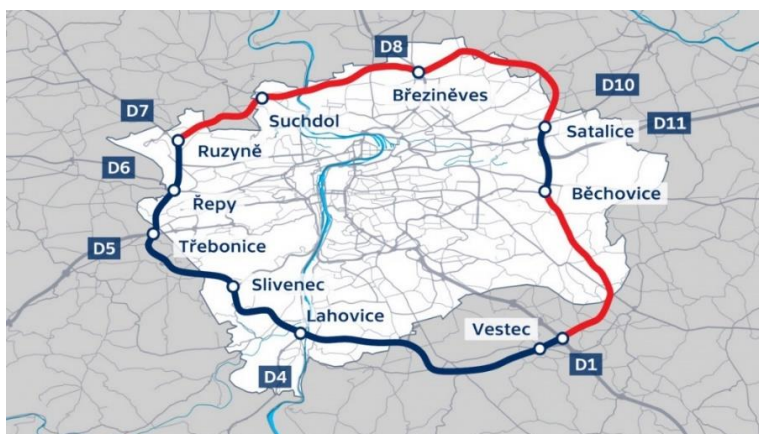 D8
D10
Březiněves
D7
Suchdol
Satalice
D11
Ruzyně
D6
Řepy
Běchovice
D5
Třebonice
Slivenec
Lahovice
Vestec
D4
D1